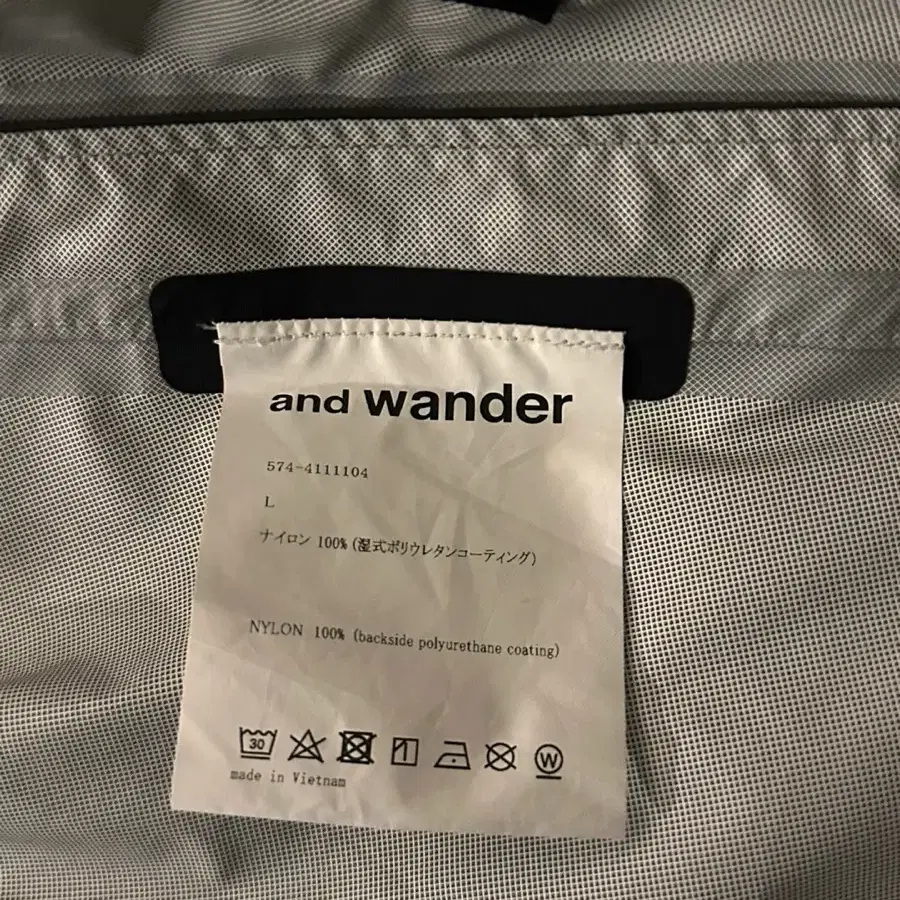 and wander
574-4111104
L
ナイロン 100% (湿式ポリウレタンコーティング)
NYLON 100% (backside polyurethane coating)
30
W
made in Vietnam